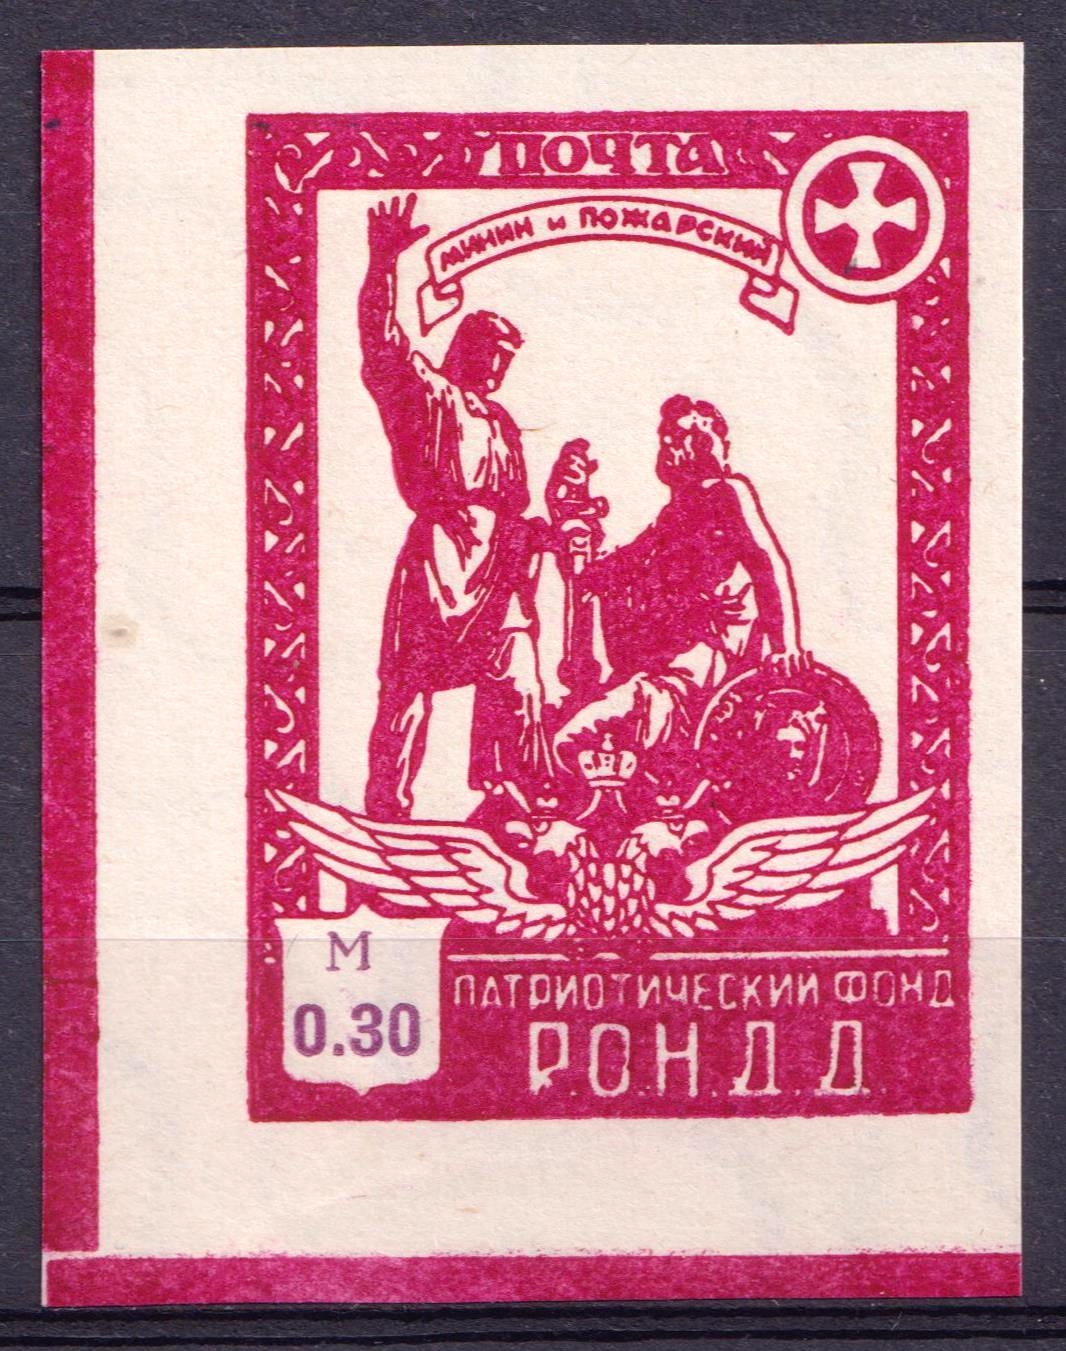 ПОЧТА
МИНИН и ПОЖАРСКИЙ
М
0.30
ПАТРИОТИЧЕСКИЙ ФОНД
Р.О.Н.Д.Д.